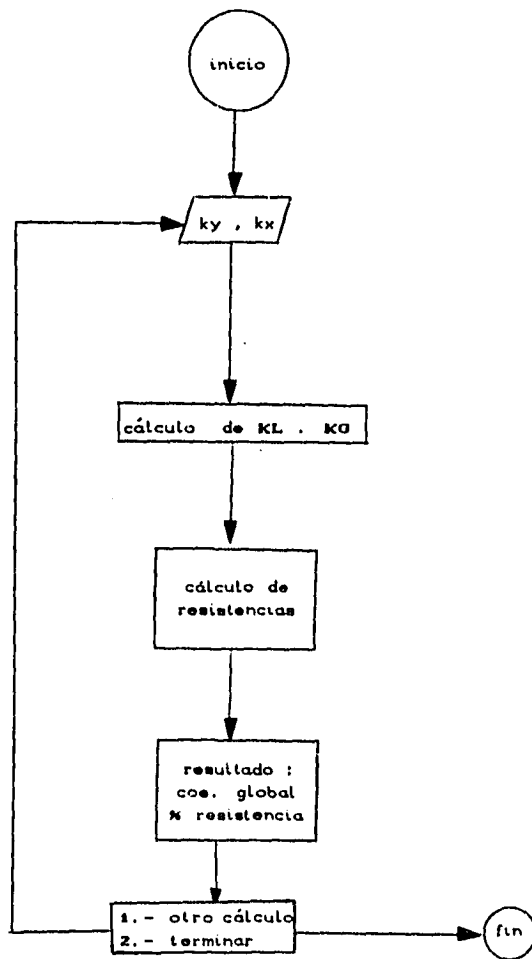 inicio
ky , kx
cálculo de KL . KG
cálculo de
resistencias
resultado :
coe. global
% resistencia
1.- otro cálculo
2.- terminar
fin